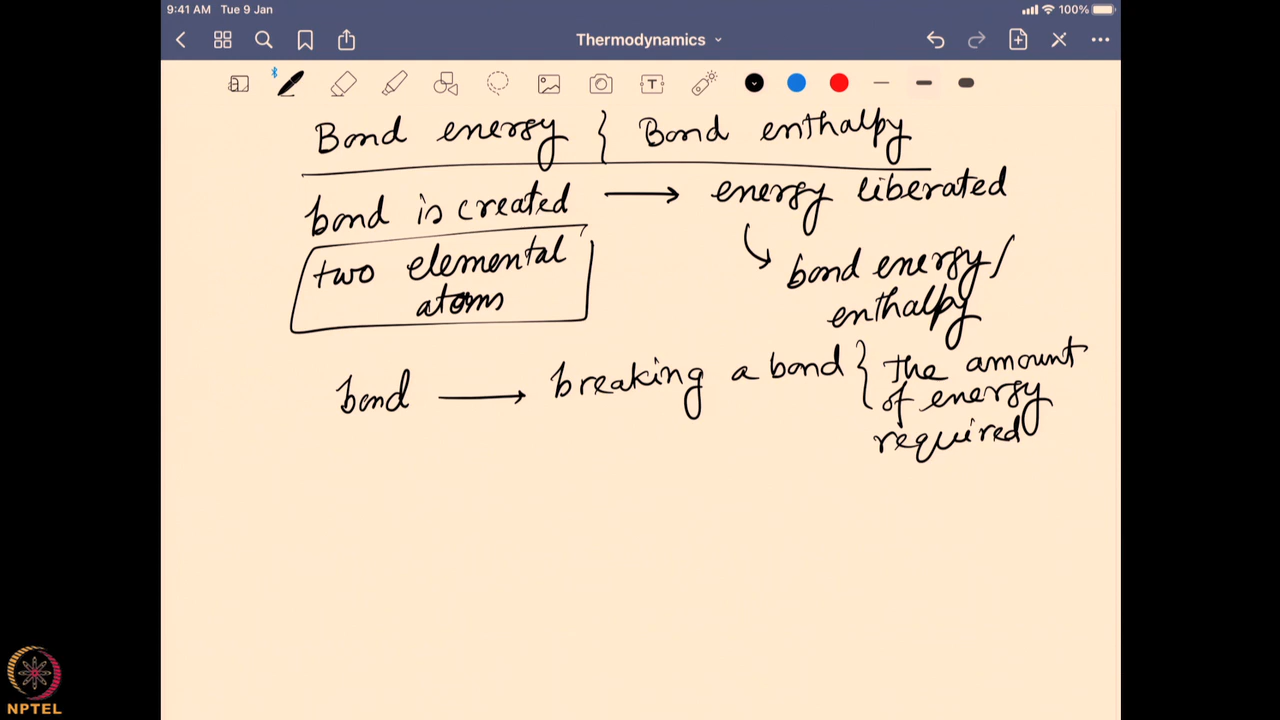 9:41 AM Tue 9 Jan
100%
Thermodynamics
T
Bond energy } Bond enthalpy
bond is created → energy liberated
two elemental
atoms
bond energy/
enthalpy
bond → breaking a bond } The amount
of energy
required
NPTEL